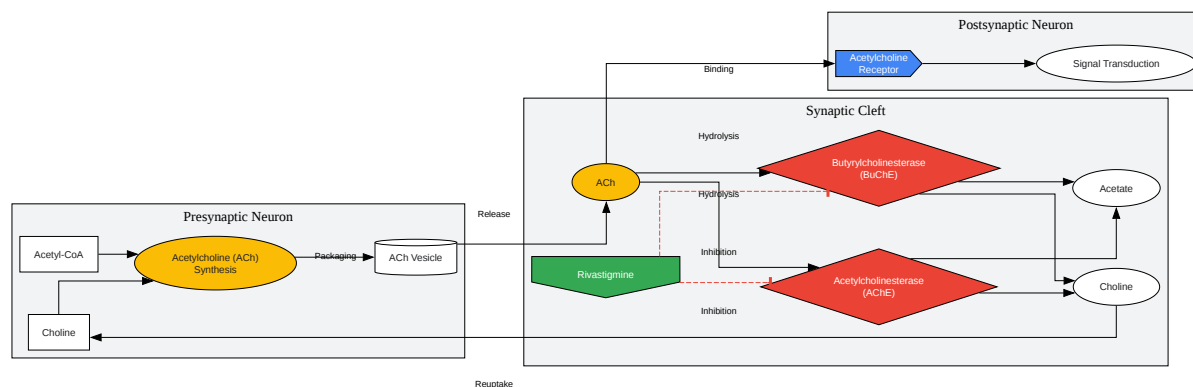 Postsynaptic Neuron
Acetylcholine
Receptor
Signal Transduction
Binding
Synaptic Cleft
Hydrolysis
Butyrylcholinesterase
(BuChE)
ACh
Acetate
Hydrolysis
Presynaptic Neuron
Release
Acetyl-CoA
Acetylcholine (ACh)
Synthesis
Packaging
ACh Vesicle
Inhibition
Rivastigmine
Acetylcholinesterase
(AChE)
Choline
Inhibition
Choline
Reuptake